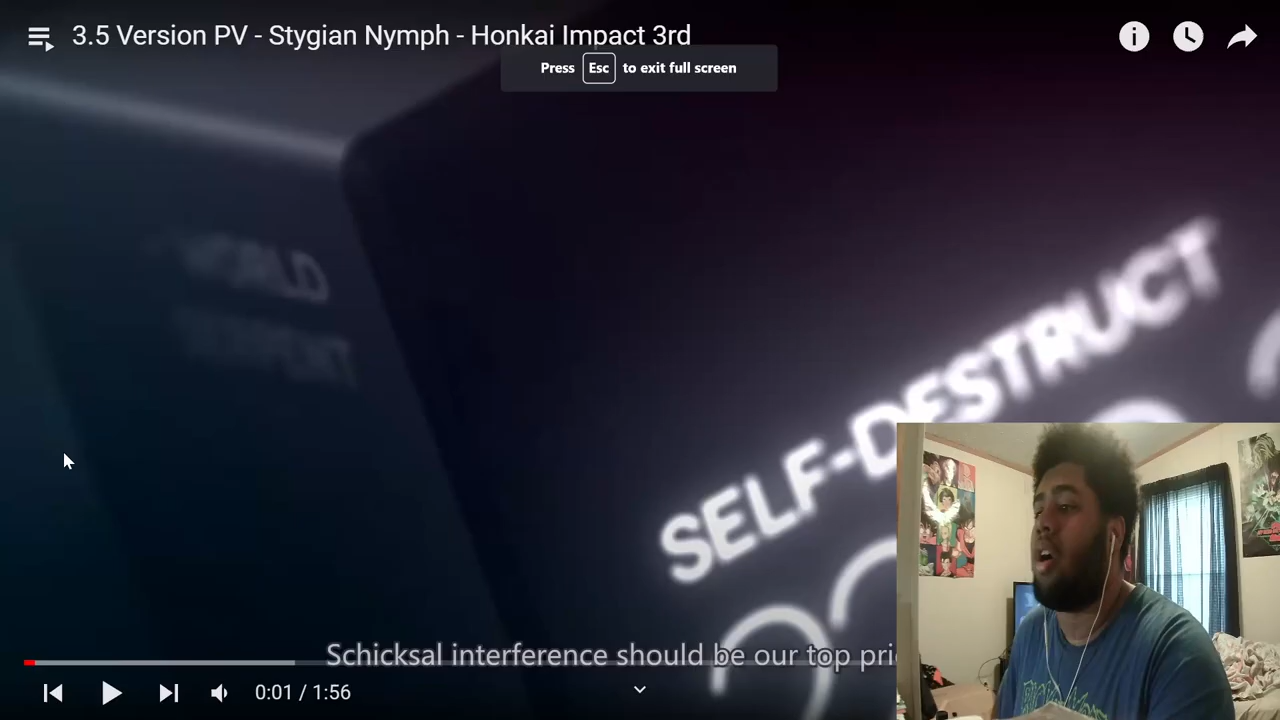 3.5 Version PV - Stygian Nymph - Honkai Impact 3rd
Press Esc to exit full screen
SELF-DESTRUCT
Schicksal interference should be our top
0:01 / 1:56